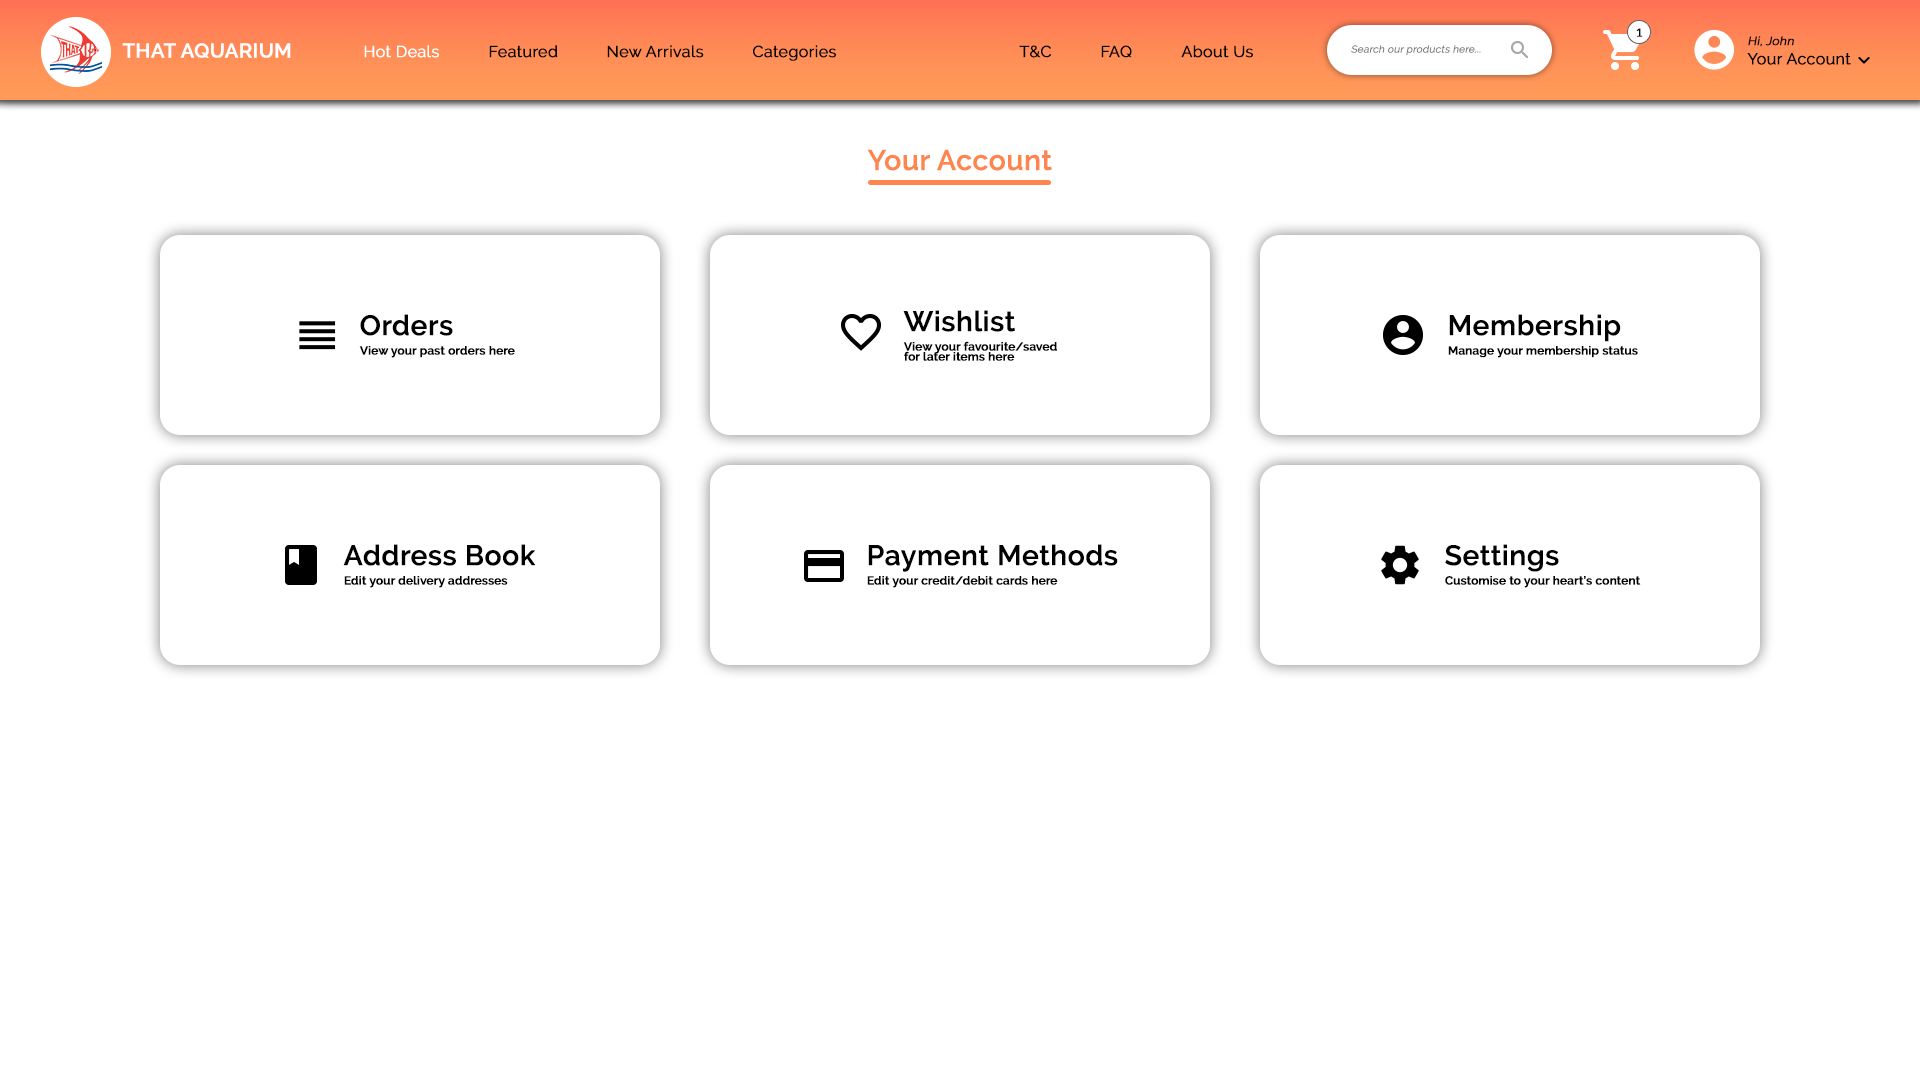 THAT
THAT AQUARIUM
Hot Deals
Featured
New Arrivals
Categories
T&C
FAQ
About Us
Search our products here...
1
Hi, John
Your Account
Your Account
Orders
View your past orders here
Wishlist
View your favourite/saved
for later items here
Membership
Manage your membership status
Address Book
Edit your delivery addresses
Payment Methods
Edit your credit/debit cards here
Settings
Customise to your heart's content